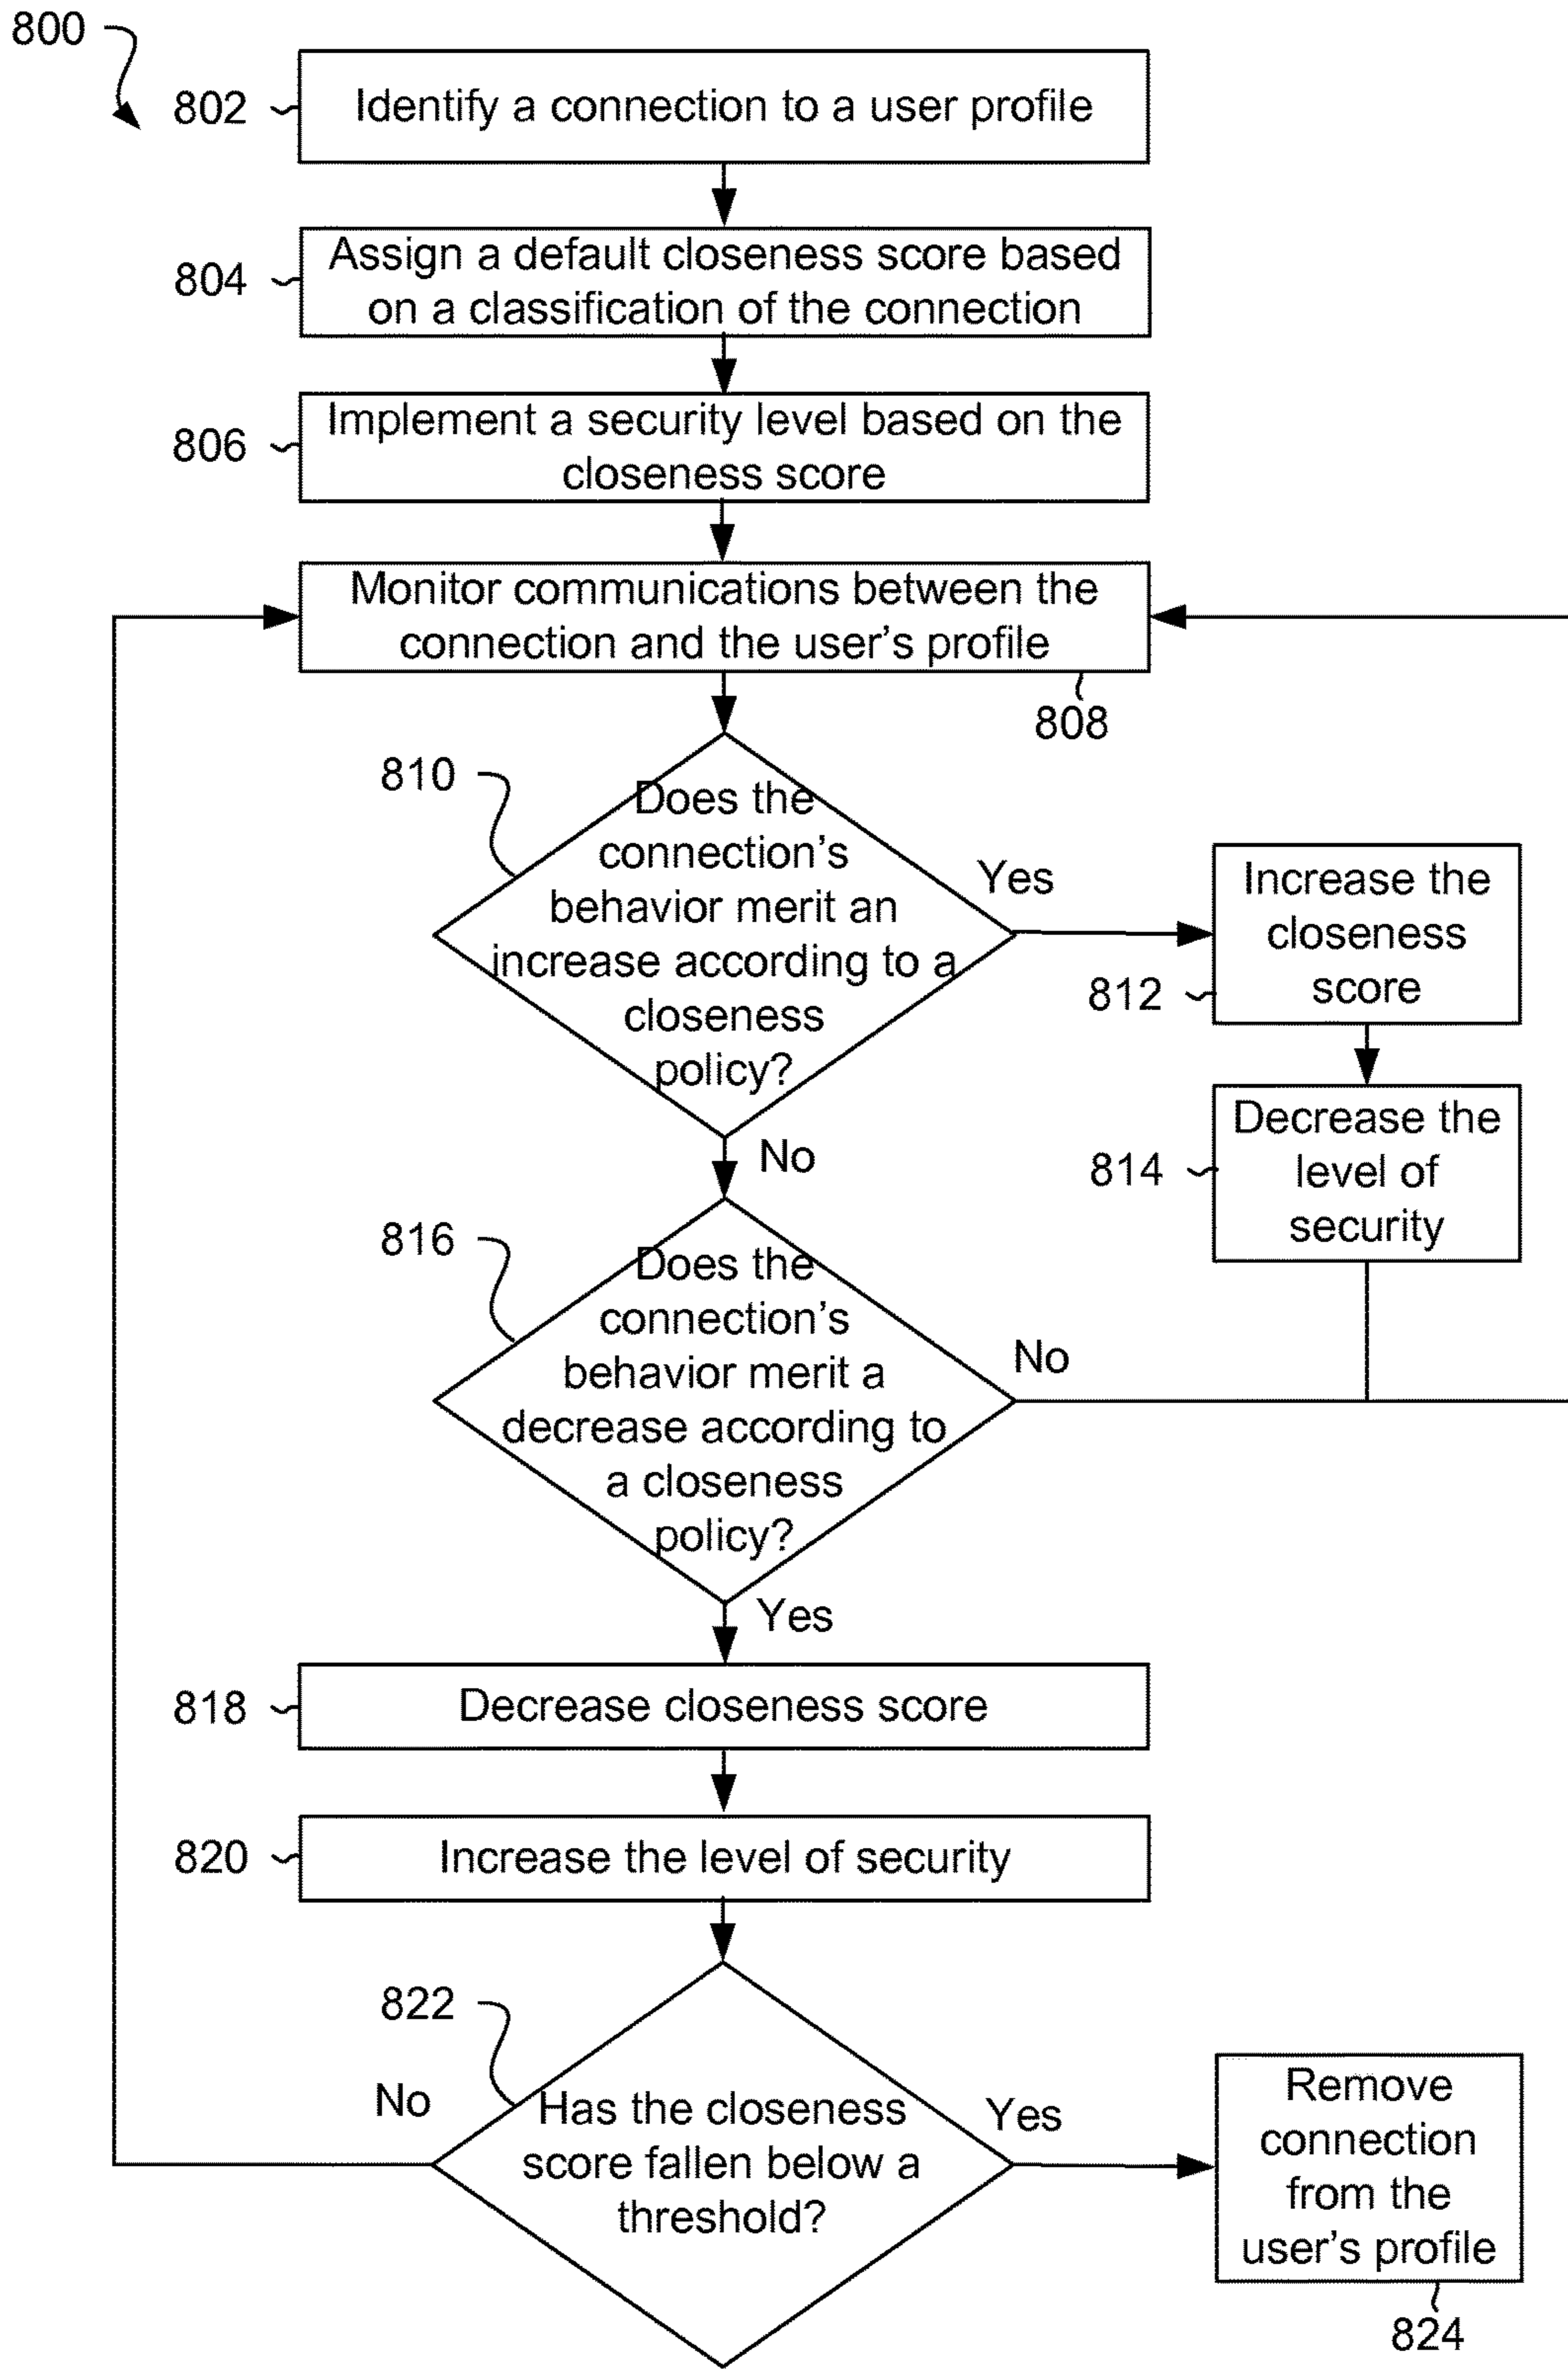 800
802
Identify a connection to a user profile
804
Assign a default closeness score based
on a classification of the connection
806
Implement a security level based on the
closeness score
Monitor communications between the
connection and the user's profile
808
810
Does the
connection's
behavior merit an
increase according to a
closeness
policy?
Yes
Increase the
closeness
score
812
No
Decrease the
level of
security
814
816
Does the
connection's
behavior merit a
decrease according to
a closeness
policy?
No
Yes
818
Decrease closeness score
820
Increase the level of security
822
No
Has the closeness
score fallen below a
threshold?
Yes
Remove
connection
from the
user's profile
824